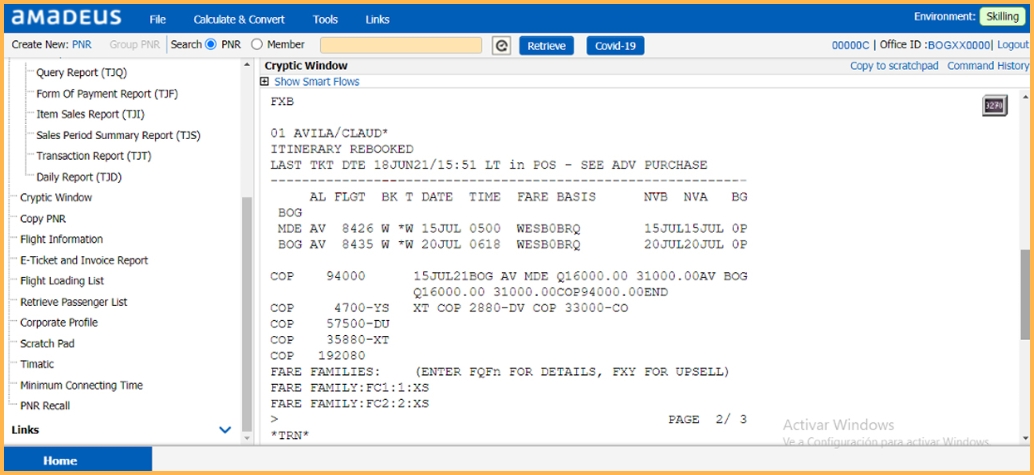 aMaDEUS File Calculate & Convert Tools Links Environment: Skilling
Create New: PNR Group PNR Search PNR Member Retrieve Covid-19 00000C | Office ID :BOGXX0000| Logout
Query Report (TJQ)
Form Of Payment Report (TJF)
Item Sales Report (TJI)
Sales Period Summary Report (TJS)
Transaction Report (TJT)
Daily Report (TJD)
Cryptic Window
Copy PNR
Flight Information
E-Ticket and Invoice Report
Flight Loading List
Retrieve Passenger List
Corporate Profile
Scratch Pad
Timatic
Minimum Connecting Time
PNR Recall
Links
Home
Cryptic Window Copy to scratchpad Command History
Show Smart Flows
3270
FXB
01 AVILA/CLAUD*
ITINERARY REBOOKED
LAST TKT DTE 18JUN21/15:51 LT in POS - SEE ADV PURCHASE
------------------------------------------------------------
AL FLGT BK T DATE TIME FARE BASIS NVB NVA BG
BOG
MDE AV 8426 W *W 15JUL 0500 WESB0BRQ 15JUL15JUL 0P
BOG AV 8435 W *W 20JUL 0618 WESB0BRQ 20JUL20JUL 0P
COP 94000 15JUL21BOG AV MDE Q16000.00 31000.00AV BOG
Q16000.00 31000.00COP94000.00END
COP 4700-YS XT COP 2880-DV COP 33000-CO
COP 57500-DU
COP 35880-XT
COP 192080
FARE FAMILIES: (ENTER FQFn FOR DETAILS, FXY FOR UPSELL)
FARE FAMILY:FC1:1:XS
FARE FAMILY:FC2:2:XS
> PAGE 2/ 3
*TRN*
Activar Windows
Ve a Configuración para activar Windows.